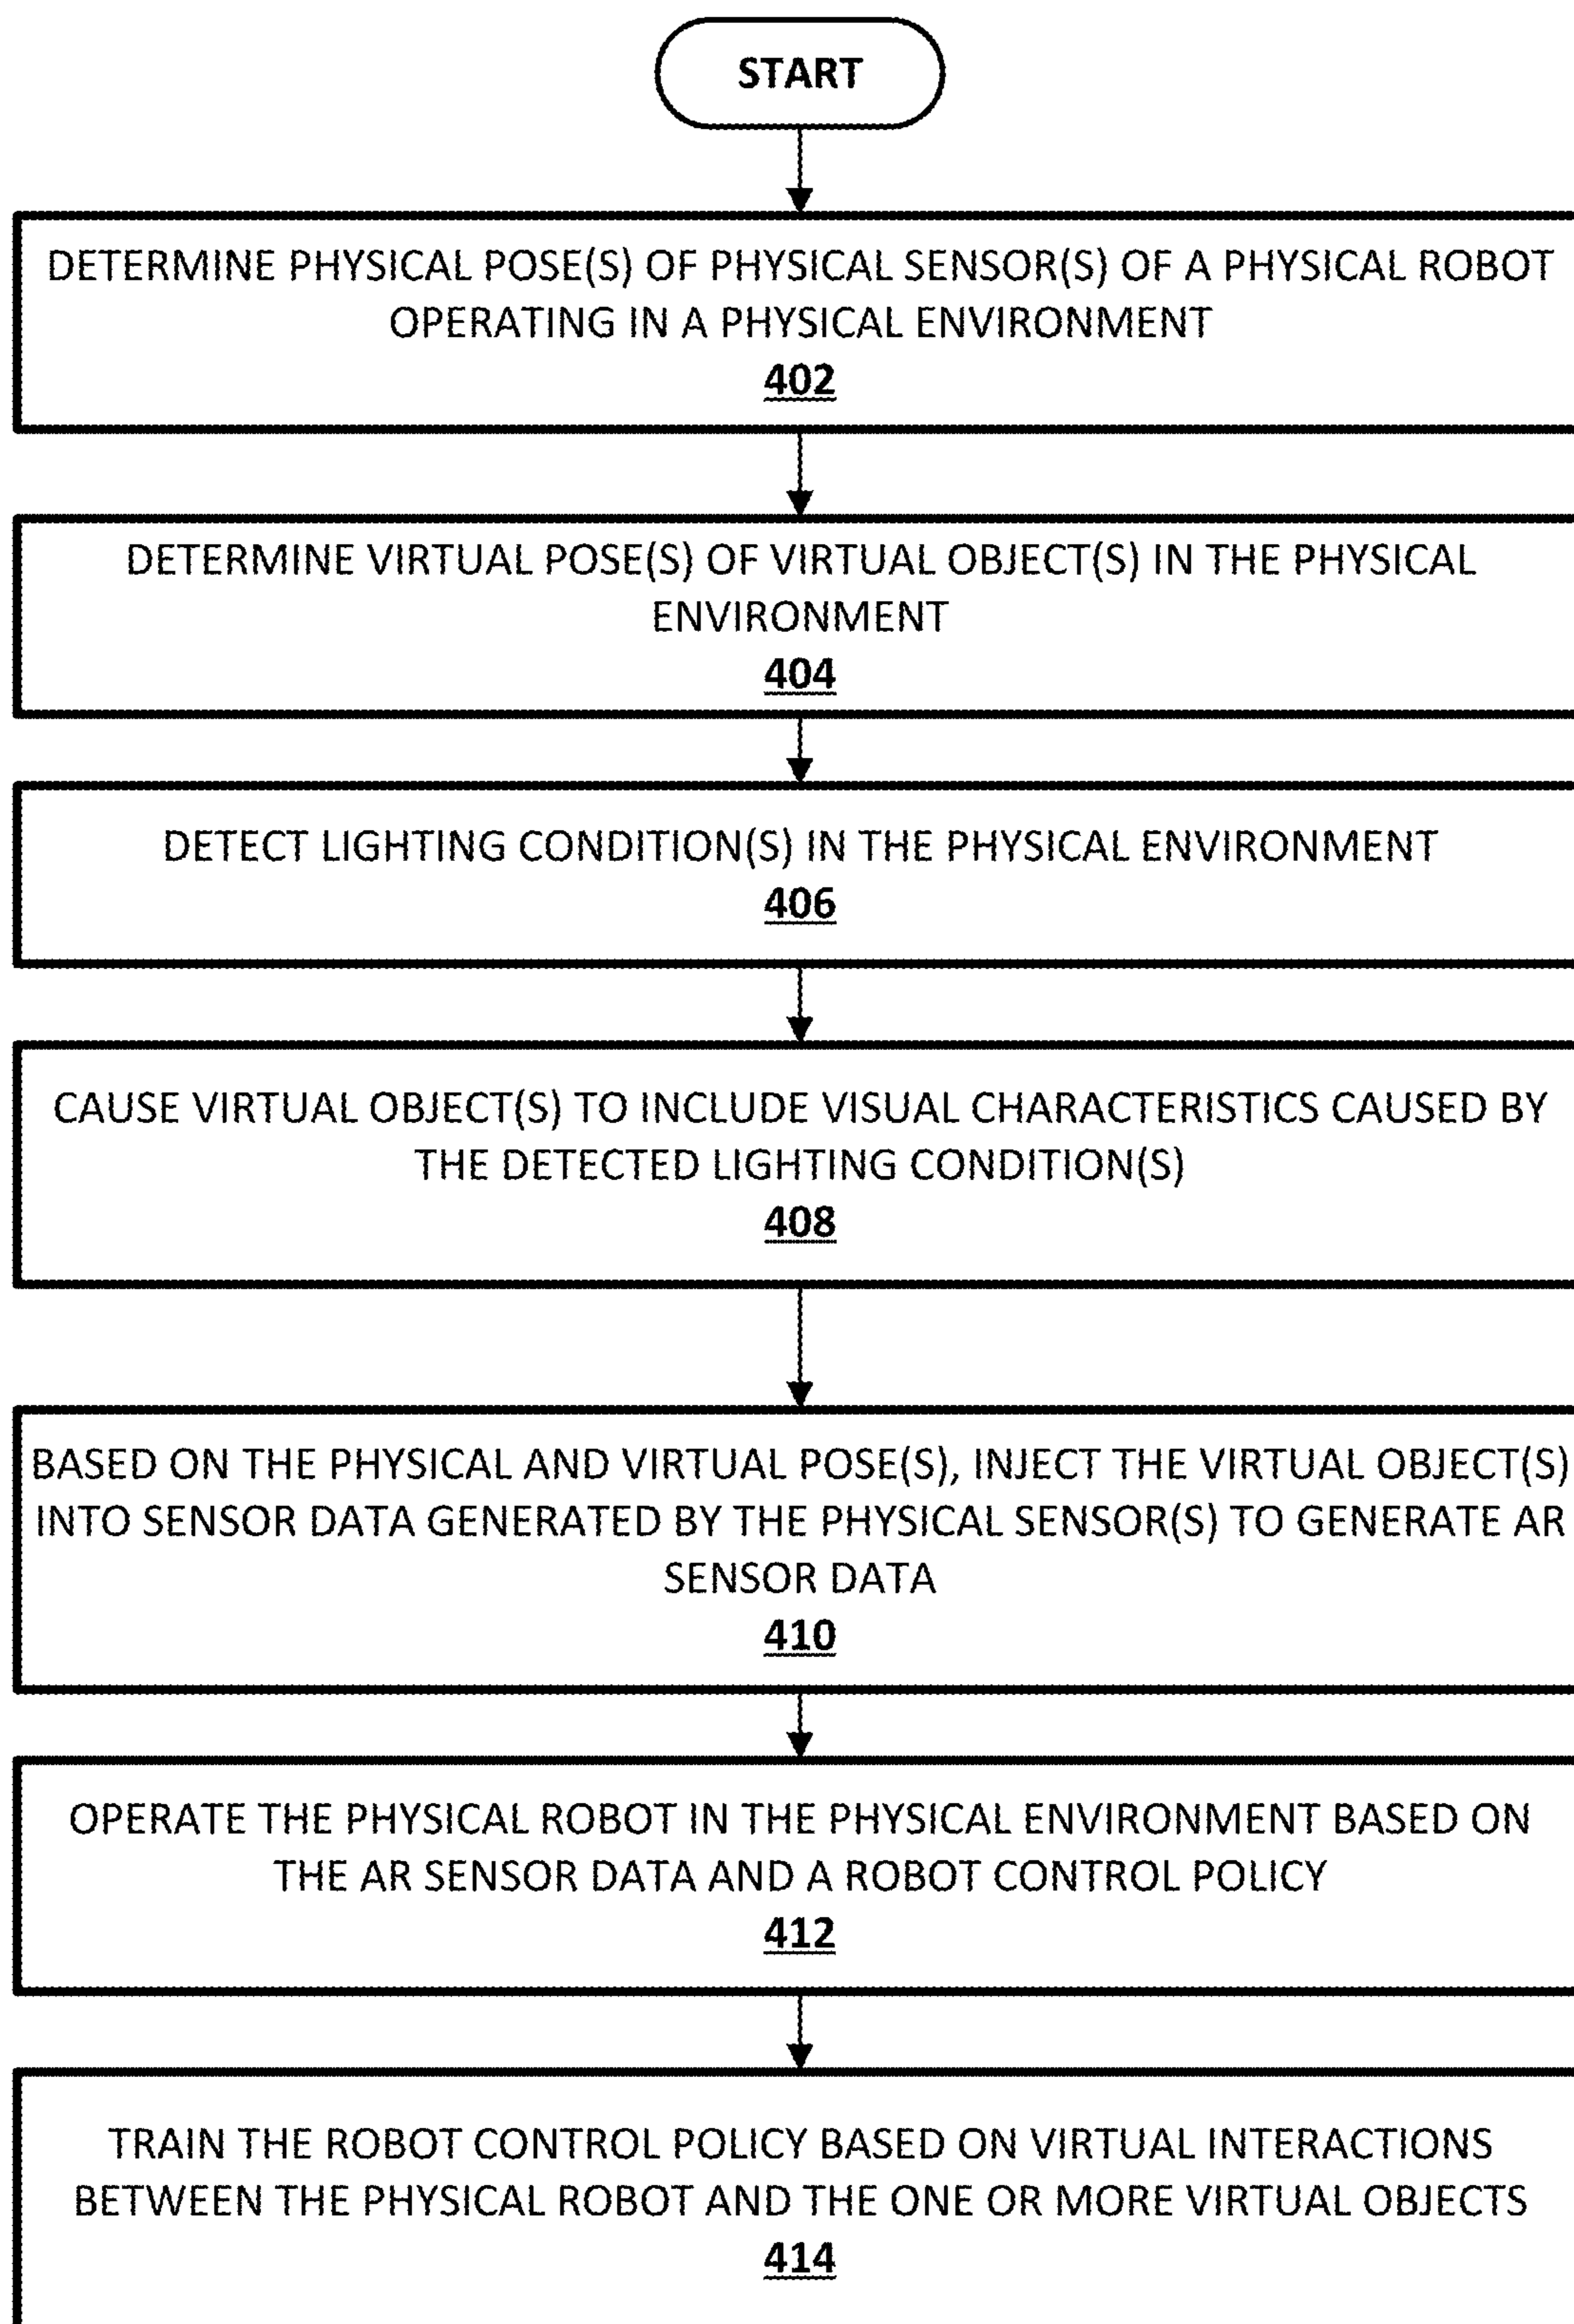 START
DETERMINE PHYSICAL POSE(S) OF PHYSICAL SENSOR(S) OF A PHYSICAL ROBOT
OPERATING IN A PHYSICAL ENVIRONMENT
402
DETERMINE VIRTUAL POSE(S) OF VIRTUAL OBJECT(S) IN THE PHYSICAL
ENVIRONMENT
404
DETECT LIGHTING CONDITION(S) IN THE PHYSICAL ENVIRONMENT
406
CAUSE VIRTUAL OBJECT(S) TO INCLUDE VISUAL CHARACTERISTICS CAUSED BY
THE DETECTED LIGHTING CONDITION(S)
408
BASED ON THE PHYSICAL AND VIRTUAL POSE(S), INJECT THE VIRTUAL OBJECT(S)
INTO SENSOR DATA GENERATED BY THE PHYSICAL SENSOR(S) TO GENERATE AR
SENSOR DATA
410
OPERATE THE PHYSICAL ROBOT IN THE PHYSICAL ENVIRONMENT BASED ON
THE AR SENSOR DATA AND A ROBOT CONTROL POLICY
412
TRAIN THE ROBOT CONTROL POLICY BASED ON VIRTUAL INTERACTIONS
BETWEEN THE PHYSICAL ROBOT AND THE ONE OR MORE VIRTUAL OBJECTS
414